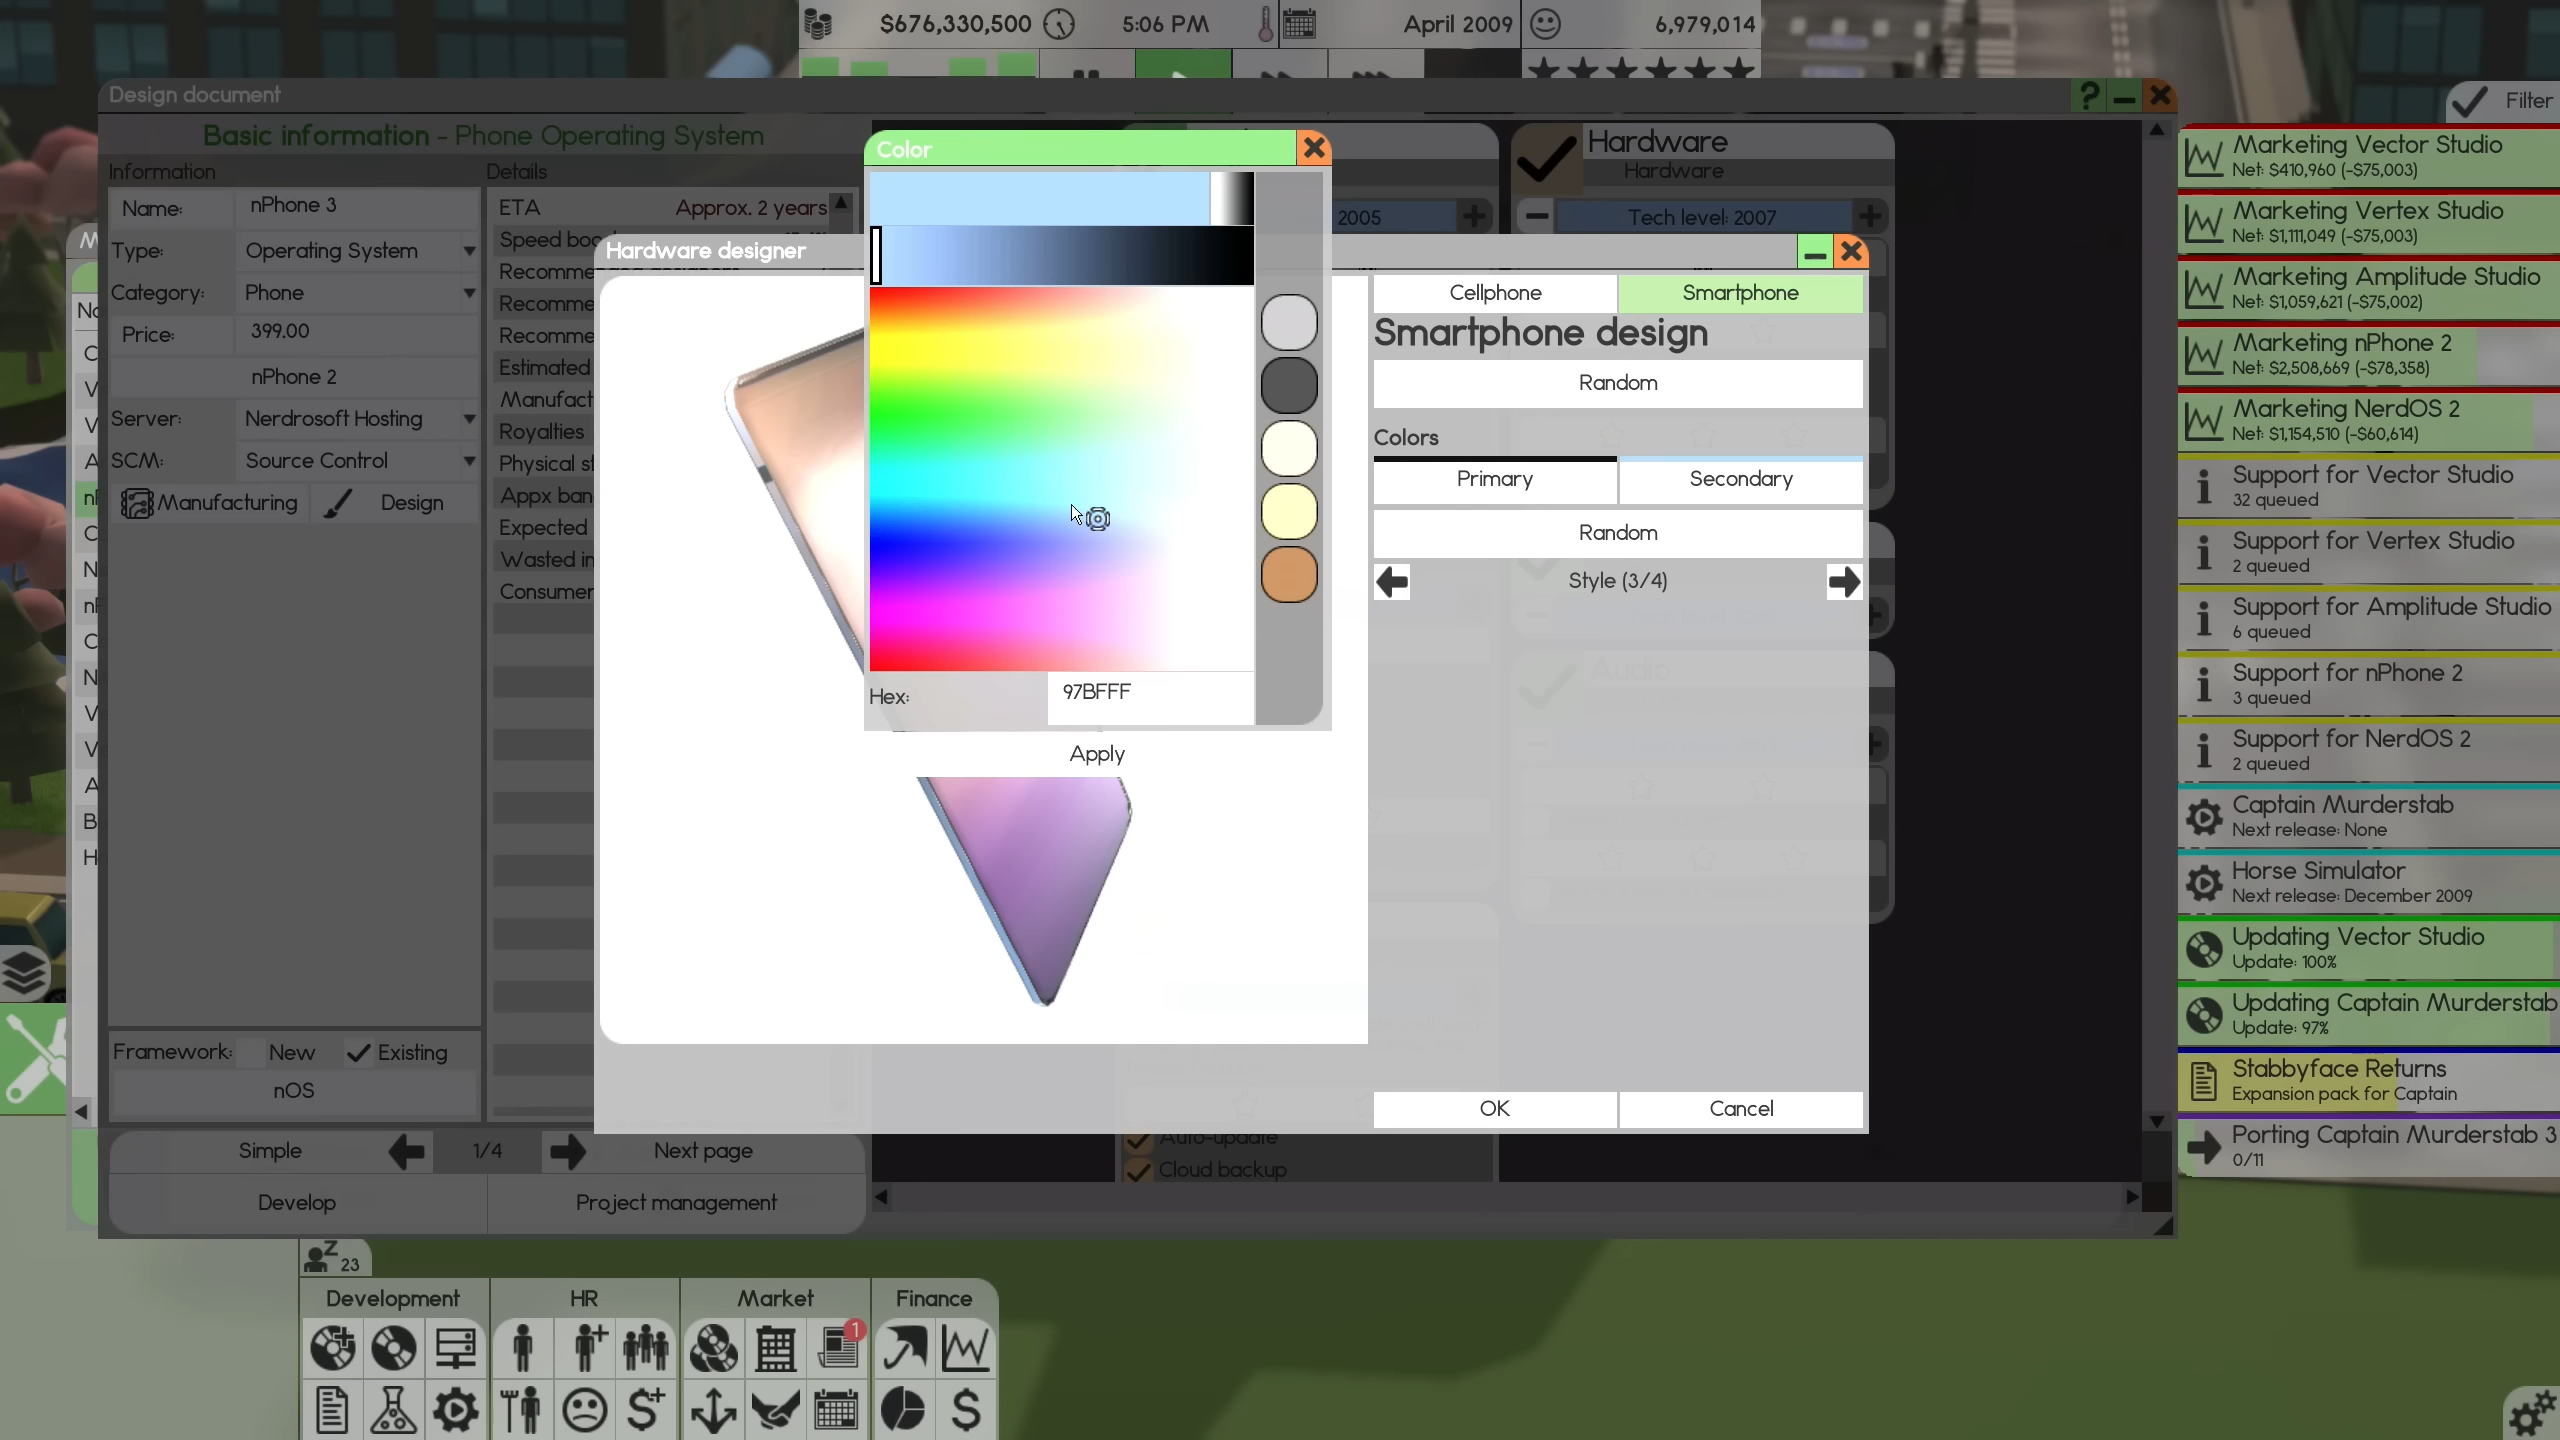 $676,330,500
5:06 PM
April 2009
6,979,014
Design document
?
Filter
Basic information - Phone Operating System
Information
Details
Name:
nPhone 3
Type:
Operating System
Category:
Phone
Price:
399.00
nPhone 2
Server:
Nerdrosoft Hosting
SCM:
Source Control
Manufacturing
Design
Framework:
New
Existing
nOS
Simple
1/4
Next page
Develop
Project management
ETA
Approx. 2 years
Speed boo
Recomme
Recomme
Recomme
Estimated
Manufact
Royalties
Physical st
Appx ban
Expected
Wasted in
Consumer
2005
Hardware
Hardware
Tech level: 2007
Audio
Auto-update
Cloud backup
Hardware designer
Color
Hex:
97BFFF
Apply
Cellphone
Smartphone
Smartphone design
Random
Colors
Primary
Secondary
Random
Style (3/4)
OK
Cancel
Marketing Vector Studio
Net: $410,960 (-$75,003)
Marketing Vertex Studio
Net: $1,111,049 (-$75,003)
Marketing Amplitude Studio
Net: $1,059,621 (-$75,002)
Marketing nPhone 2
Net: $2,508,669 (-$78,358)
Marketing NerdOS 2
Net: $1,154,510 (-$60,614)
Support for Vector Studio
32 queued
Support for Vertex Studio
2 queued
Support for Amplitude Studio
6 queued
Support for nPhone 2
3 queued
Support for NerdOS 2
2 queued
Captain Murderstab
Next release: None
Horse Simulator
Next release: December 2009
Updating Vector Studio
Update: 100%
Updating Captain Murderstab
Update: 97%
Stabbyface Returns
Expansion pack for Captain
Porting Captain Murderstab 3
0/11
Z
23
Development
HR
Market
Finance
1